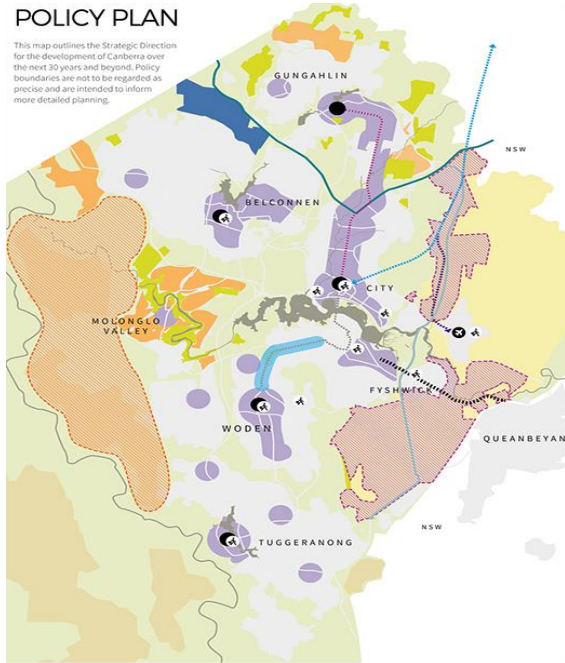 POLICY PLAN
This map outlines the Strategic Direction
for the development of Canberra over
the next 30 years and beyond. Policy
boundaries are not to be regarded as
precise and are intended to inform
more detailed planning.
GUNGAHLIN
NSW
BELCONNEN
CITY
MOLONGLO
VALLEY
FYSHWICK
WODEN
QUEANBEYAN
NSW
TUGGERANONG